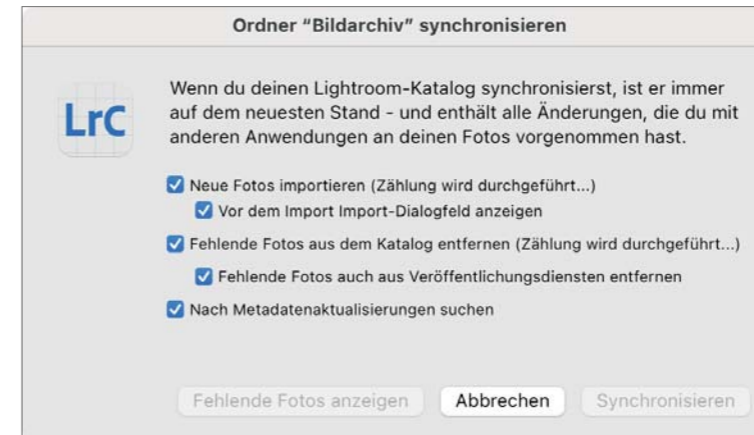 Ordner “Bildarchiv” synchronisieren
LrC
Wenn du deinen Lightroom-Katalog synchronisierst, ist er immer
auf dem neuesten Stand - und enthält alle Änderungen, die du mit
anderen Anwendungen an deinen Fotos vorgenommen hast.
Neue Fotos importieren (Zählung wird durchgeführt...)
Vor dem Import Import-Dialogfeld anzeigen
Fehlende Fotos aus dem Katalog entfernen (Zählung wird durchgeführt...)
Fehlende Fotos auch aus Veröffentlichungsdiensten entfernen
Nach Metadatenaktualisierungen suchen
Fehlende Fotos anzeigen Abbrechen Synchronisieren